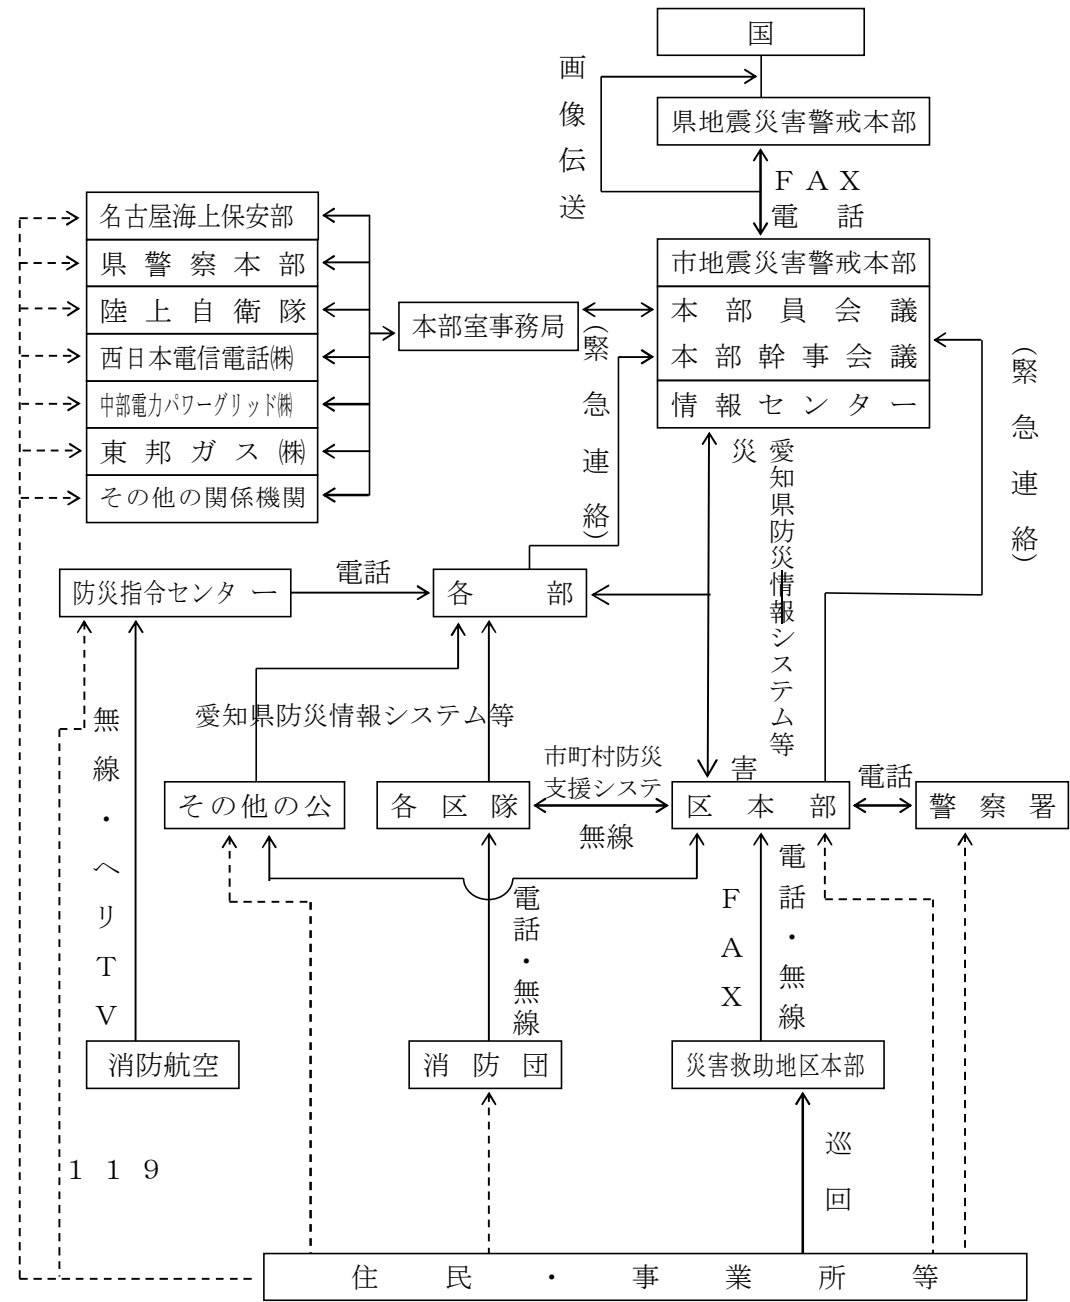 国
画像伝送
県地震災害警戒本部
ＦＡＸ
電話
名古屋海上保安部
県警察本部
陸上自衛隊
西日本電信電話㈱
中部電力パワーグリッド㈱
東邦ガス㈱
その他の関係機関
本部室事務局
市地震災害警戒本部
本部員会議
本部幹事会議
情報センター
（緊急連絡）
（緊急連絡）
災害
愛知県防災情報システム等
防災指令センター
電話
各部
愛知県防災情報システム等
無線・ヘリＴＶ
市町村防災
支援システ
無線
その他の公
各区隊
区本部
電話
警察署
電話・無線
ＦＡＸ
電話・無線
消防航空
消防団
災害救助地区本部
１１９
巡回
住民・事業所等